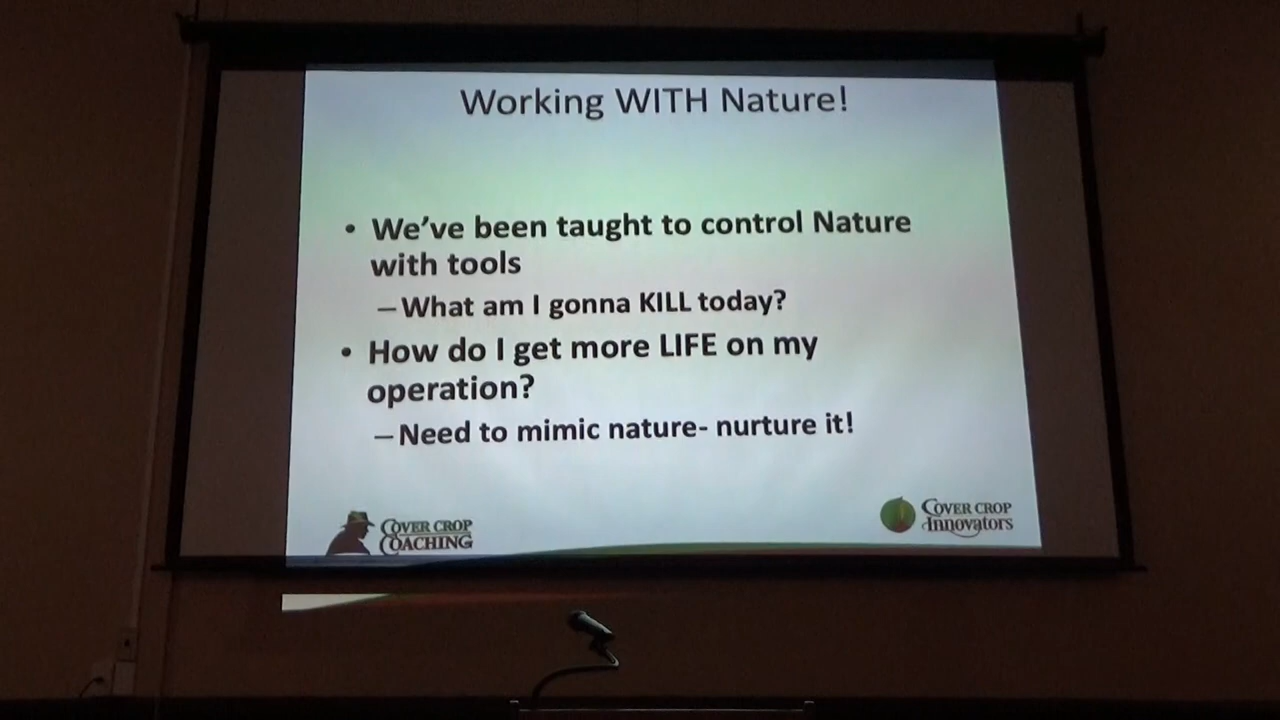 Working WITH Nature!
• We've been taught to control Nature
with tools
– What am I gonna KILL today?
• How do I get more LIFE on my
operation?
– Need to mimic nature- nurture it!
COVER CROP
COACHING
COVER CROP
Innovators